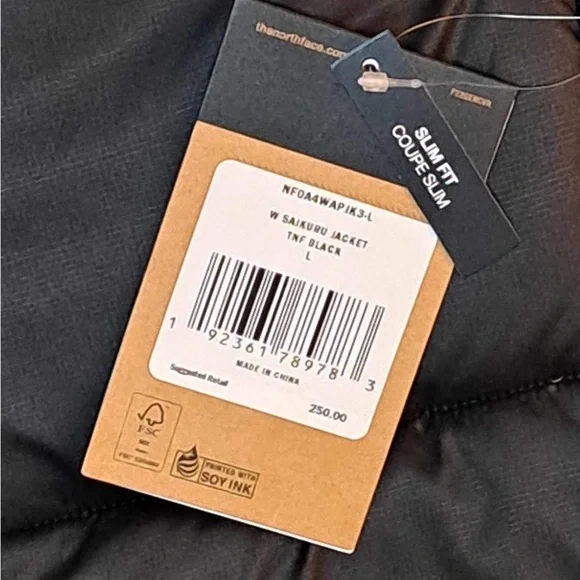 thenorthface.com
SLIM FIT
COUPE SLIM
NF0A4WAPJK3-L
W SAIKURU JACKET
TNF BLACK
L
1 92361 78978 3
MADE IN CHINA
Suggested Retail
250.00
FSC
PRINTED WITH
SOY INK